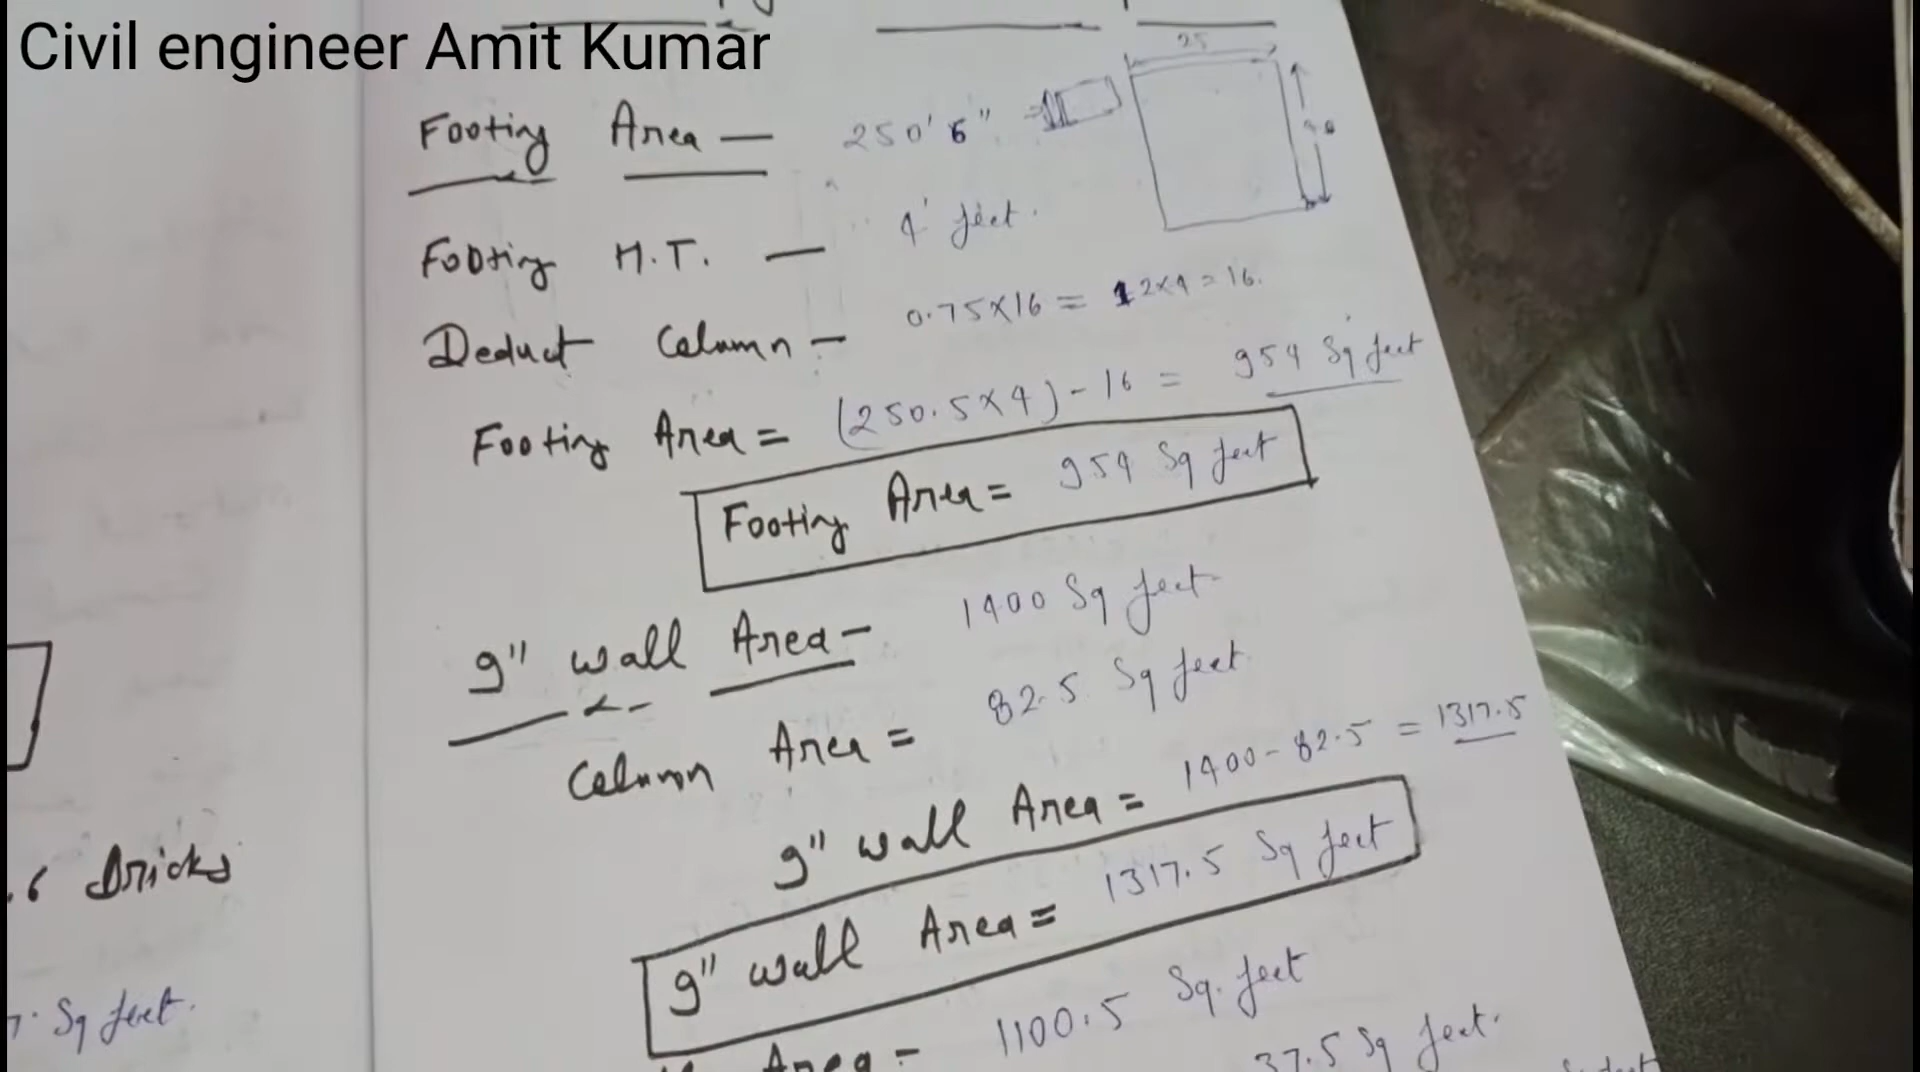 Civil engineer Amit Kumar
25
Footing Area — 250'6"
40
Footing H.T. — 4' feet.
Deduct Column — 0.75x16 = 12x4 = 16.
Footing Area = (250.5x4) - 16 = 954 Sq feet
Footing Area = 954 Sq feet
9" wall Area — 1400 Sq feet
Column Area = 82.5 Sq feet
9" wall Area = 1400 - 82.5 = 1317.5
9" wall Area = 1317.5 Sq feet
Area = 1100.5 Sq. feet
37.5 Sq feet.
.6 Bricks
7. Sq feet.